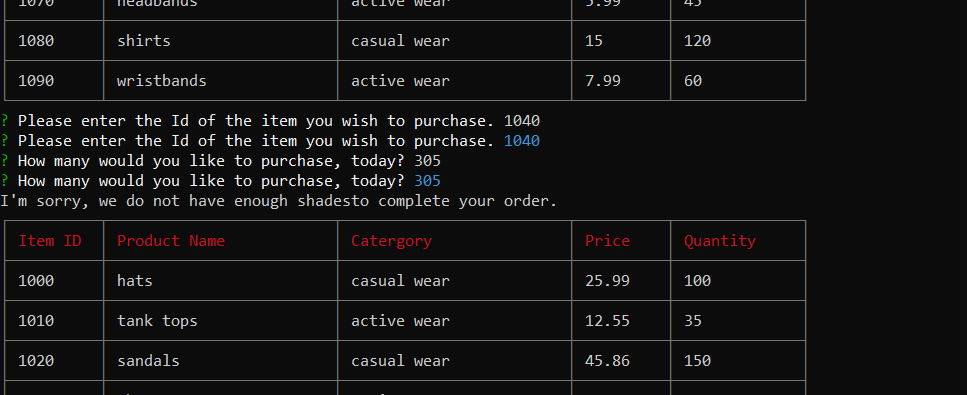 1070 headbands active wear 5.99 45
1080 shirts casual wear 15 120
1090 wristbands active wear 7.99 60
? Please enter the Id of the item you wish to purchase. 1040
? Please enter the Id of the item you wish to purchase. 1040
? How many would you like to purchase, today? 305
? How many would you like to purchase, today? 305
I'm sorry, we do not have enough shadesto complete your order.
Item ID Product Name Catergory Price Quantity
1000 hats casual wear 25.99 100
1010 tank tops active wear 12.55 35
1020 sandals casual wear 45.86 150